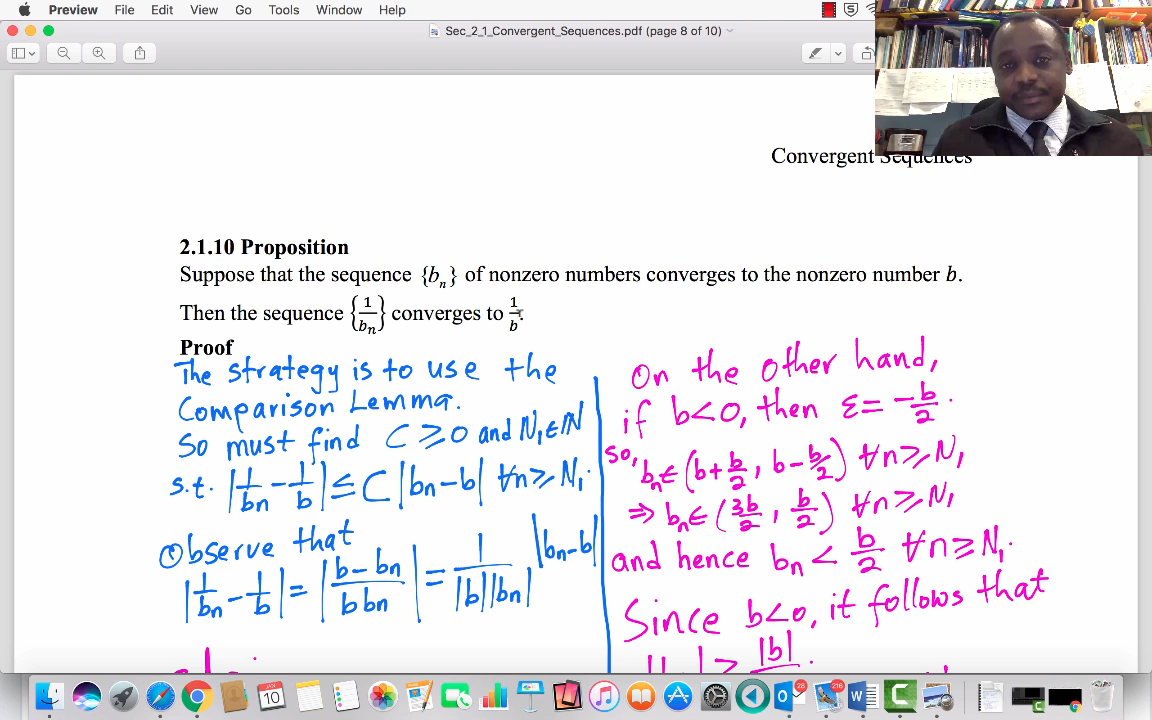 Preview File Edit View Go Tools Window Help
Sec_2_1_Convergent_Sequences.pdf (page 8 of 10)
Convergent Sequences
2.1.10 Proposition
Suppose that the sequence {bₙ} of nonzero numbers converges to the nonzero number b.
Then the sequence {1/bₙ} converges to 1/b.
Proof
The strategy is to use the
Comparison Lemma.
So must find C ≥ 0 and N₁∈ℕ
s.t. |1/bn − 1/b| ≤ C |bn−b| ∀n≥N₁.
Observe that
|1/bn − 1/b| = |b−bn / b bn| = 1/|b||bn| |bn−b|
On the other hand,
if b<0, then ε = −b/2.
so, bn∈ (b+b/2, b−b/2) ∀n≥N₁
⇒ bn∈ (3b/2, b/2) ∀n≥N₁
and hence bn < b/2 ∀n≥N₁.
Since b<0, it follows that
|b|
10
28
216